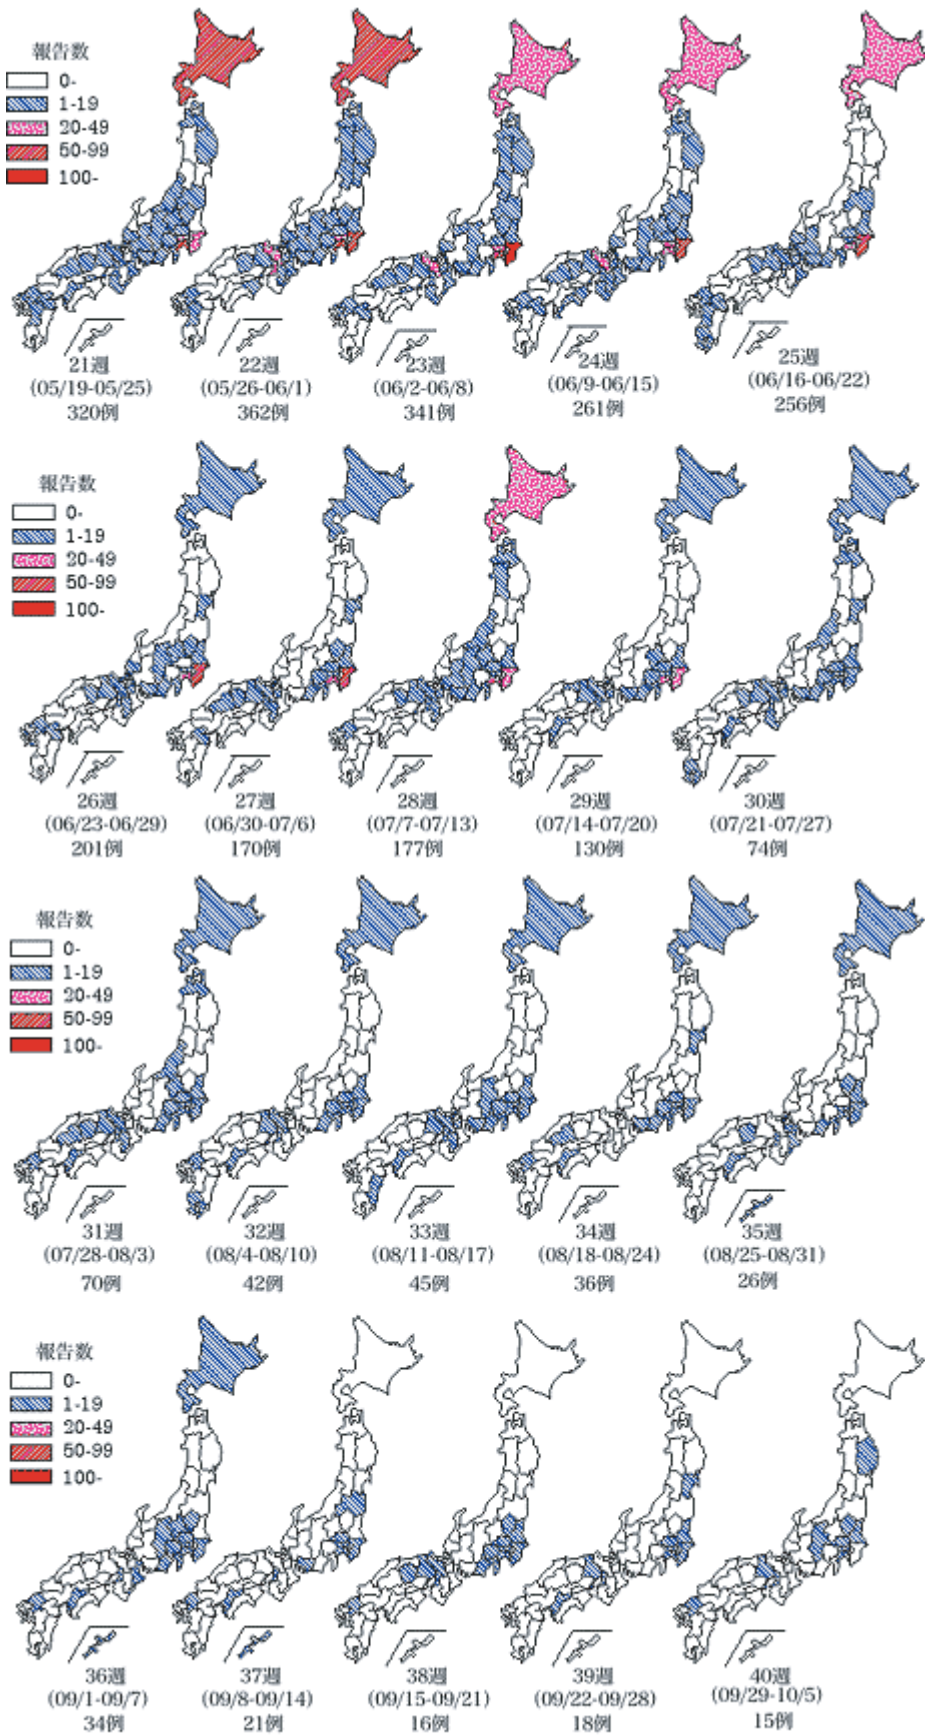 報告数
0-
1-19
20-49
50-99
100-
21週
(05/19-05/25)
320例
22週
(05/26-06/1)
362例
23週
(06/2-06/8)
341例
24週
(06/9-06/15)
261例
25週
(06/16-06/22)
256例
報告数
0-
1-19
20-49
50-99
100-
26週
(06/23-06/29)
201例
27週
(06/30-07/6)
170例
28週
(07/7-07/13)
177例
29週
(07/14-07/20)
130例
30週
(07/21-07/27)
74例
報告数
0-
1-19
20-49
50-99
100-
31週
(07/28-08/3)
70例
32週
(08/4-08/10)
42例
33週
(08/11-08/17)
45例
34週
(08/18-08/24)
36例
35週
(08/25-08/31)
26例
報告数
0-
1-19
20-49
50-99
100-
36週
(09/1-09/7)
34例
37週
(09/8-09/14)
21例
38週
(09/15-09/21)
16例
39週
(09/22-09/28)
18例
40週
(09/29-10/5)
15例